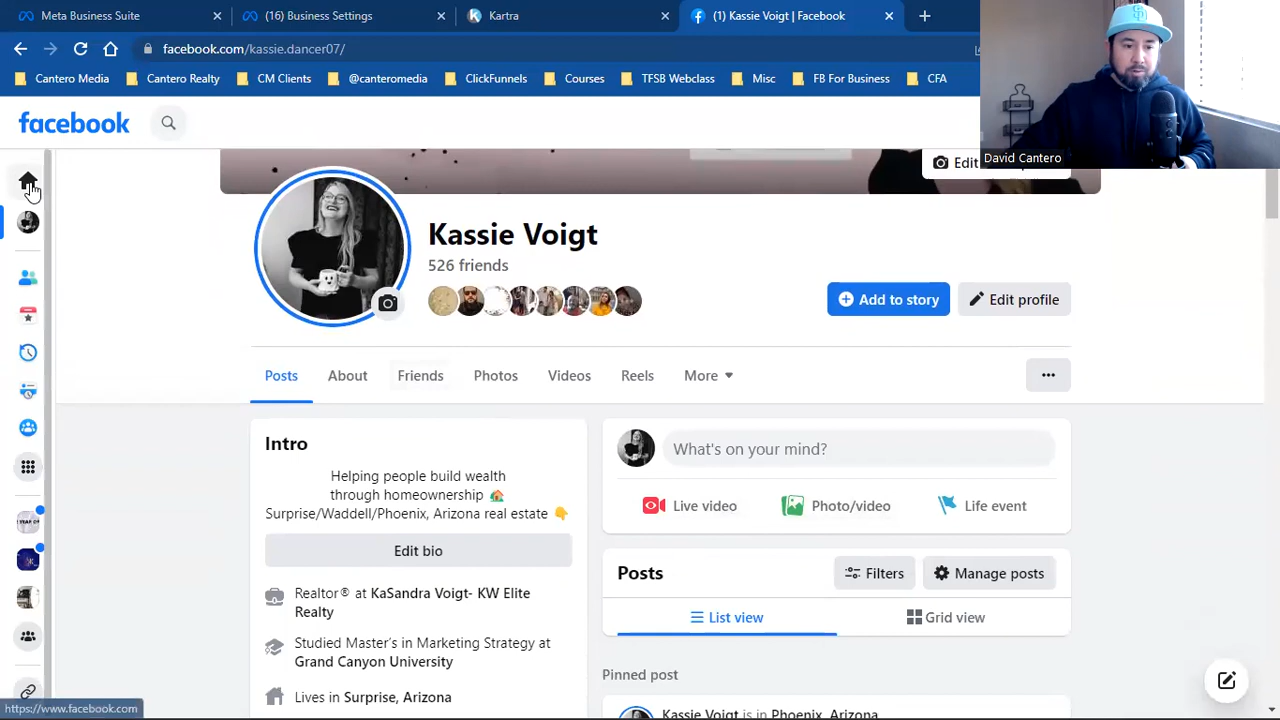 Meta Business Suite
(16) Business Settings
Kartra
(1) Kassie Voigt | Facebook
facebook.com/kassie.dancer07/
Cantero Media
Cantero Realty
CM Clients
@canteromedia
ClickFunnels
Courses
TFSB Webclass
Misc
FB For Business
CFA
David Cantero
facebook
Edit
Kassie Voigt
526 friends
Add to story
Edit profile
Posts
About
Friends
Photos
Videos
Reels
More
Intro
Helping people build wealth
through homeownership 🏠
Surprise/Waddell/Phoenix, Arizona real estate 👇
Edit bio
Realtor® at KaSandra Voigt- KW Elite
Realty
Studied Master's in Marketing Strategy at
Grand Canyon University
Lives in Surprise, Arizona
What's on your mind?
Live video
Photo/video
Life event
Posts
Filters
Manage posts
List view
Grid view
Pinned post
Kassie Voigt is in Phoenix, Arizona.
https://www.facebook.com